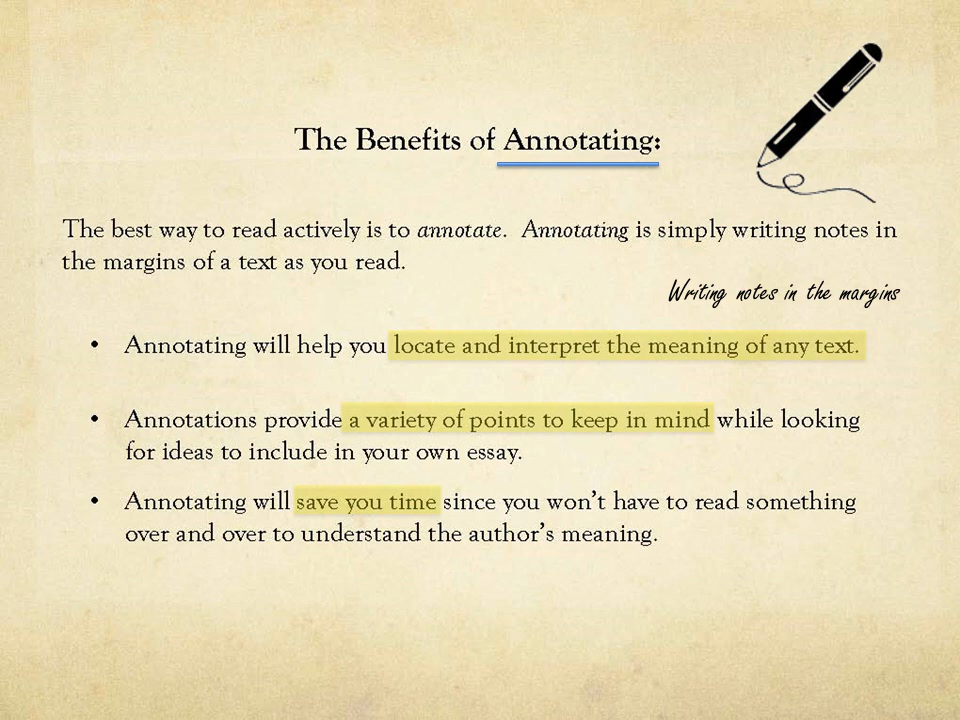 The Benefits of Annotating:
The best way to read actively is to annotate.  Annotating is simply writing notes in
the margins of a text as you read.
Writing notes in the margins
• Annotating will help you locate and interpret the meaning of any text.
• Annotations provide a variety of points to keep in mind while looking
for ideas to include in your own essay.
• Annotating will save you time since you won’t have to read something
over and over to understand the author’s meaning.